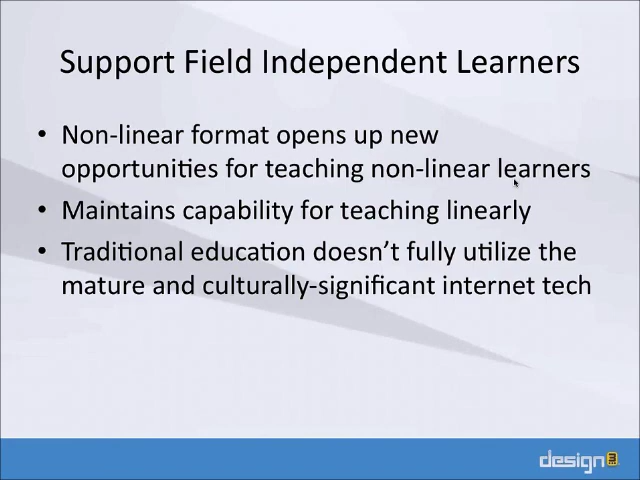 Support Field Independent Learners
• Non-linear format opens up new
opportunities for teaching non-linear learners
• Maintains capability for teaching linearly
• Traditional education doesn’t fully utilize the
mature and culturally-significant internet tech
design